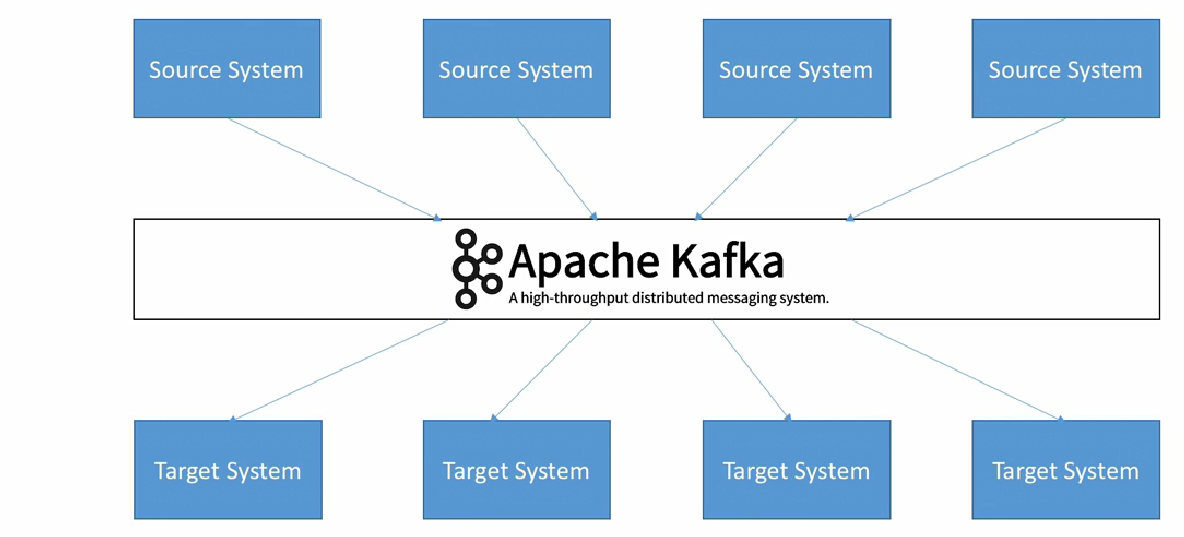 Source System
Source System
Source System
Source System
Apache Kafka
A high-throughput distributed messaging system.
Target System
Target System
Target System
Target System